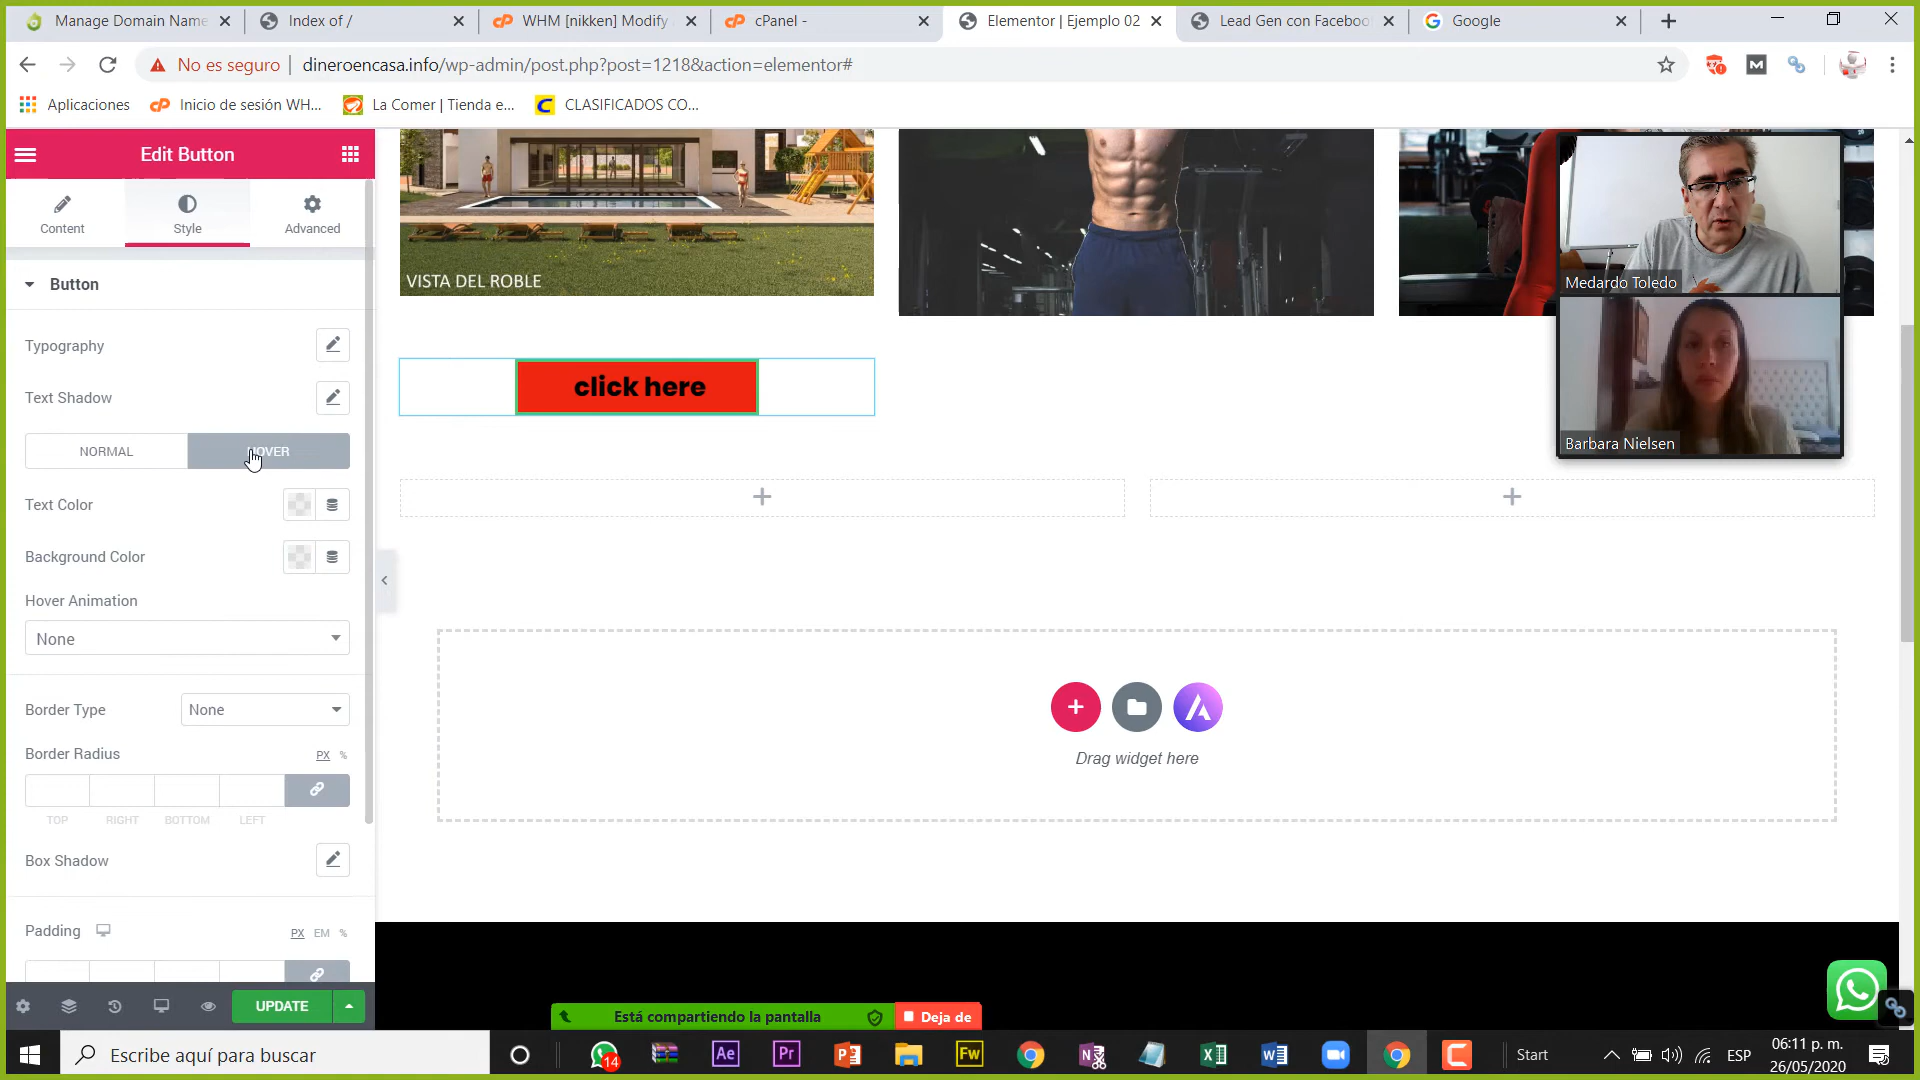 Manage Domain Name
Index of /
WHM [nikken] Modify
cPanel -
Elementor | Ejemplo 02
Lead Gen con Facebo
Google
No es seguro
dineroencasa.info/wp-admin/post.php?post=1218&action=elementor#
Aplicaciones
Inicio de sesión WH...
La Comer | Tienda e...
CLASIFICADOS CO...
Edit Button
Content
Style
Advanced
Button
Typography
Text Shadow
NORMAL
HOVER
Text Color
Background Color
Hover Animation
None
Border Type
None
Border Radius
PX %
TOP RIGHT BOTTOM LEFT
Box Shadow
Padding
PX EM %
UPDATE
VISTA DEL ROBLE
click here
Medardo Toledo
Barbara Nielsen
Drag widget here
Está compartiendo la pantalla
Deja de
Escribe aquí para buscar
14
Ae
Pr
Fw
Start
ESP
06:11 p. m.
26/05/2020